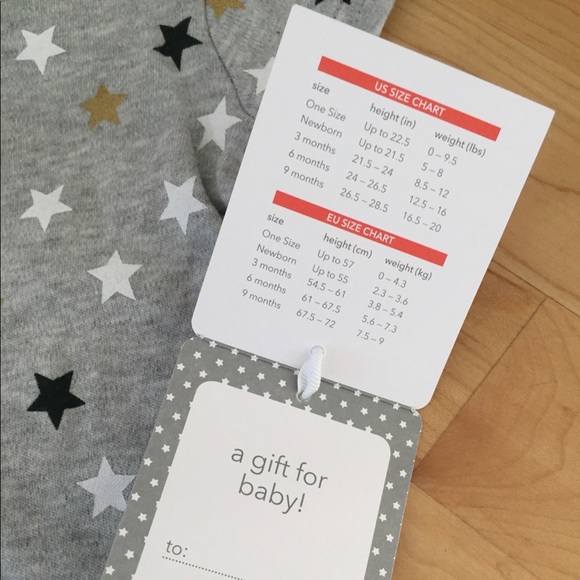 US SIZE CHART
size height (in) weight (lbs)
One Size Up to 22.5 0 – 9.5
Newborn Up to 21.5 5 – 8
3 months 21.5 – 24 8.5 – 12
6 months 24 – 26.5 12.5 – 16
9 months 26.5 – 28.5 16.5 – 20
EU SIZE CHART
size height (cm) weight (kg)
One Size Up to 57 0 – 4.3
Newborn Up to 55 2.3 – 3.6
3 months 54.5 – 61 3.8 – 5.4
6 months 61 – 67.5 5.6 – 7.3
9 months 67.5 – 72 7.5 – 9
a gift for
baby!
to: